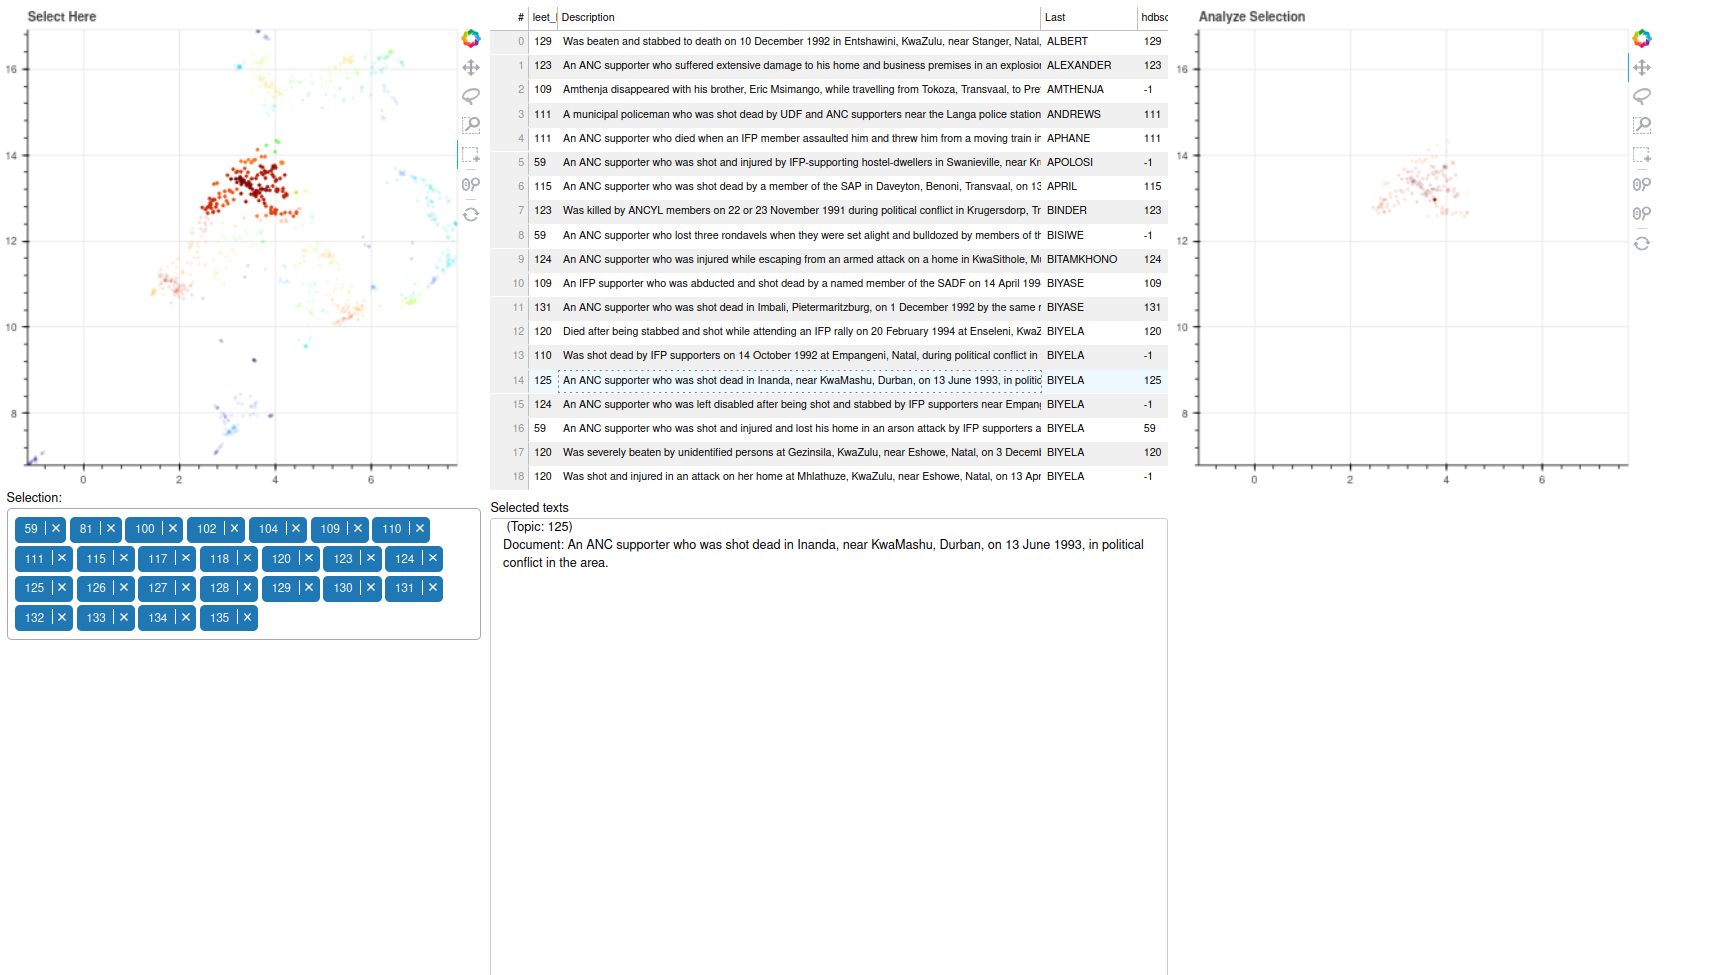 Select Here
16
14
12
10
8
0 2 4 6
# leet_ Description Last hdbsc
0 129 Was beaten and stabbed to death on 10 December 1992 in Entshawini, KwaZulu, near Stanger, Natal, ALBERT 129
1 123 An ANC supporter who suffered extensive damage to his home and business premises in an explosion ALEXANDER 123
2 109 Amthenja disappeared with his brother, Eric Msimango, while travelling from Tokoza, Transvaal, to Pre AMTHENJA -1
3 111 A municipal policeman who was shot dead by UDF and ANC supporters near the Langa police station ANDREWS 111
4 111 An ANC supporter who died when an IFP member assaulted him and threw him from a moving train in APHANE 111
5 59 An ANC supporter who was shot and injured by IFP-supporting hostel-dwellers in Swanieville, near Kr APOLOSI -1
6 115 An ANC supporter who was shot dead by a member of the SAP in Daveyton, Benoni, Transvaal, on 13 APRIL 115
7 123 Was killed by ANCYL members on 22 or 23 November 1991 during political conflict in Krugersdorp, Tr BINDER 123
8 59 An ANC supporter who lost three rondavels when they were set alight and bulldozed by members of th BISIWE -1
9 124 An ANC supporter who was injured while escaping from an armed attack on a home in KwaSithole, M BITAMKHONO 124
10 109 An IFP supporter who was abducted and shot dead by a named member of the SADF on 14 April 199 BIYASE 109
11 131 An ANC supporter who was shot dead in Imbali, Pietermaritzburg, on 1 December 1992 by the same BIYASE 131
12 120 Died after being stabbed and shot while attending an IFP rally on 20 February 1994 at Enseleni, KwaZ BIYELA 120
13 110 Was shot dead by IFP supporters on 14 October 1992 at Empangeni, Natal, during political conflict in BIYELA -1
14 125 An ANC supporter who was shot dead in Inanda, near KwaMashu, Durban, on 13 June 1993, in politic BIYELA 125
15 124 An ANC supporter who was left disabled after being shot and stabbed by IFP supporters near Empang BIYELA -1
16 59 An ANC supporter who was shot and injured and lost his home in an arson attack by IFP supporters a BIYELA 59
17 120 Was severely beaten by unidentified persons at Gezinsila, KwaZulu, near Eshowe, Natal, on 3 Decem BIYELA 120
18 120 Was shot and injured in an attack on her home at Mhlathuze, KwaZulu, near Eshowe, Natal, on 13 Apr BIYELA -1
Analyze Selection
16
14
12
10
8
0 2 4 6
Selection:
59 × 81 × 100 × 102 × 104 × 109 × 110 ×
111 × 115 × 117 × 118 × 120 × 123 × 124 ×
125 × 126 × 127 × 128 × 129 × 130 × 131 ×
132 × 133 × 134 × 135 ×
Selected texts
(Topic: 125)
Document: An ANC supporter who was shot dead in Inanda, near KwaMashu, Durban, on 13 June 1993, in political
conflict in the area.